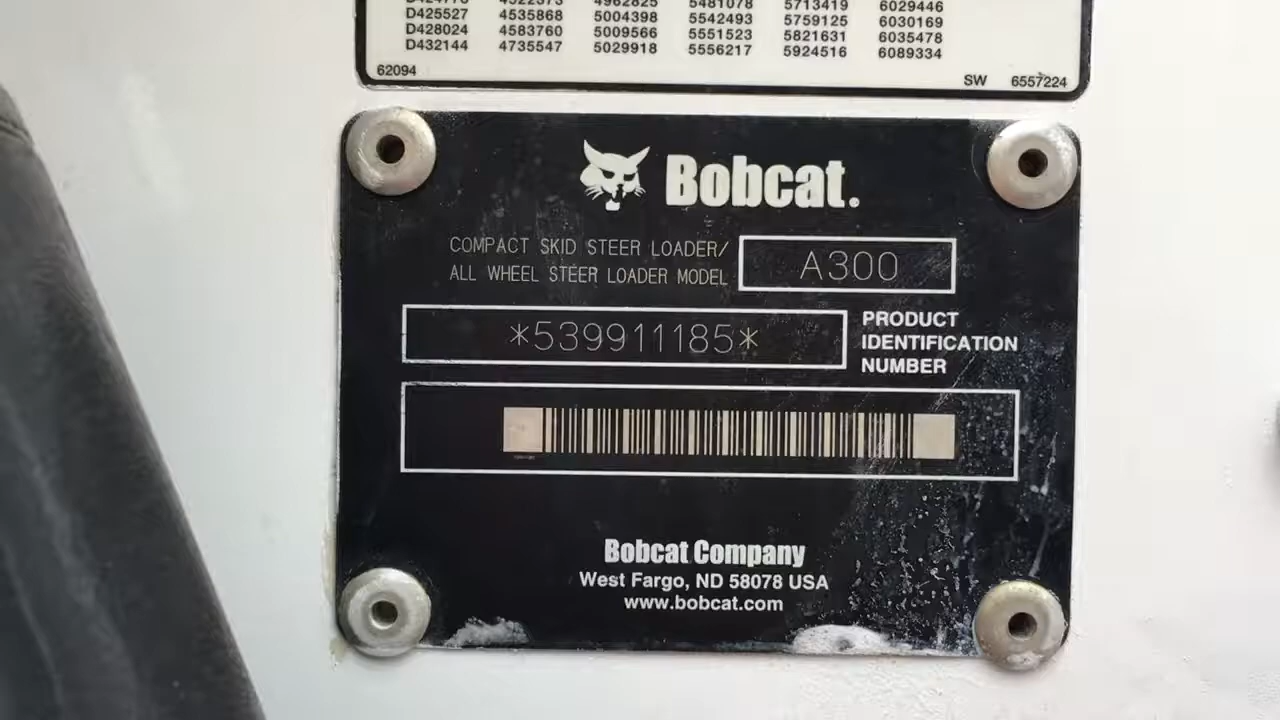 D425527 4535868 5004398 5542493 5759125 6030169
D428024 4583760 5009566 5551523 5821631 6035478
D432144 4735547 5029918 5556217 5924516 6089334
62094
SW 6557224
Bobcat.
COMPACT SKID STEER LOADER/
ALL WHEEL STEER LOADER MODEL
A300
*539911185*
PRODUCT
IDENTIFICATION
NUMBER
Bobcat Company
West Fargo, ND 58078 USA
www.bobcat.com